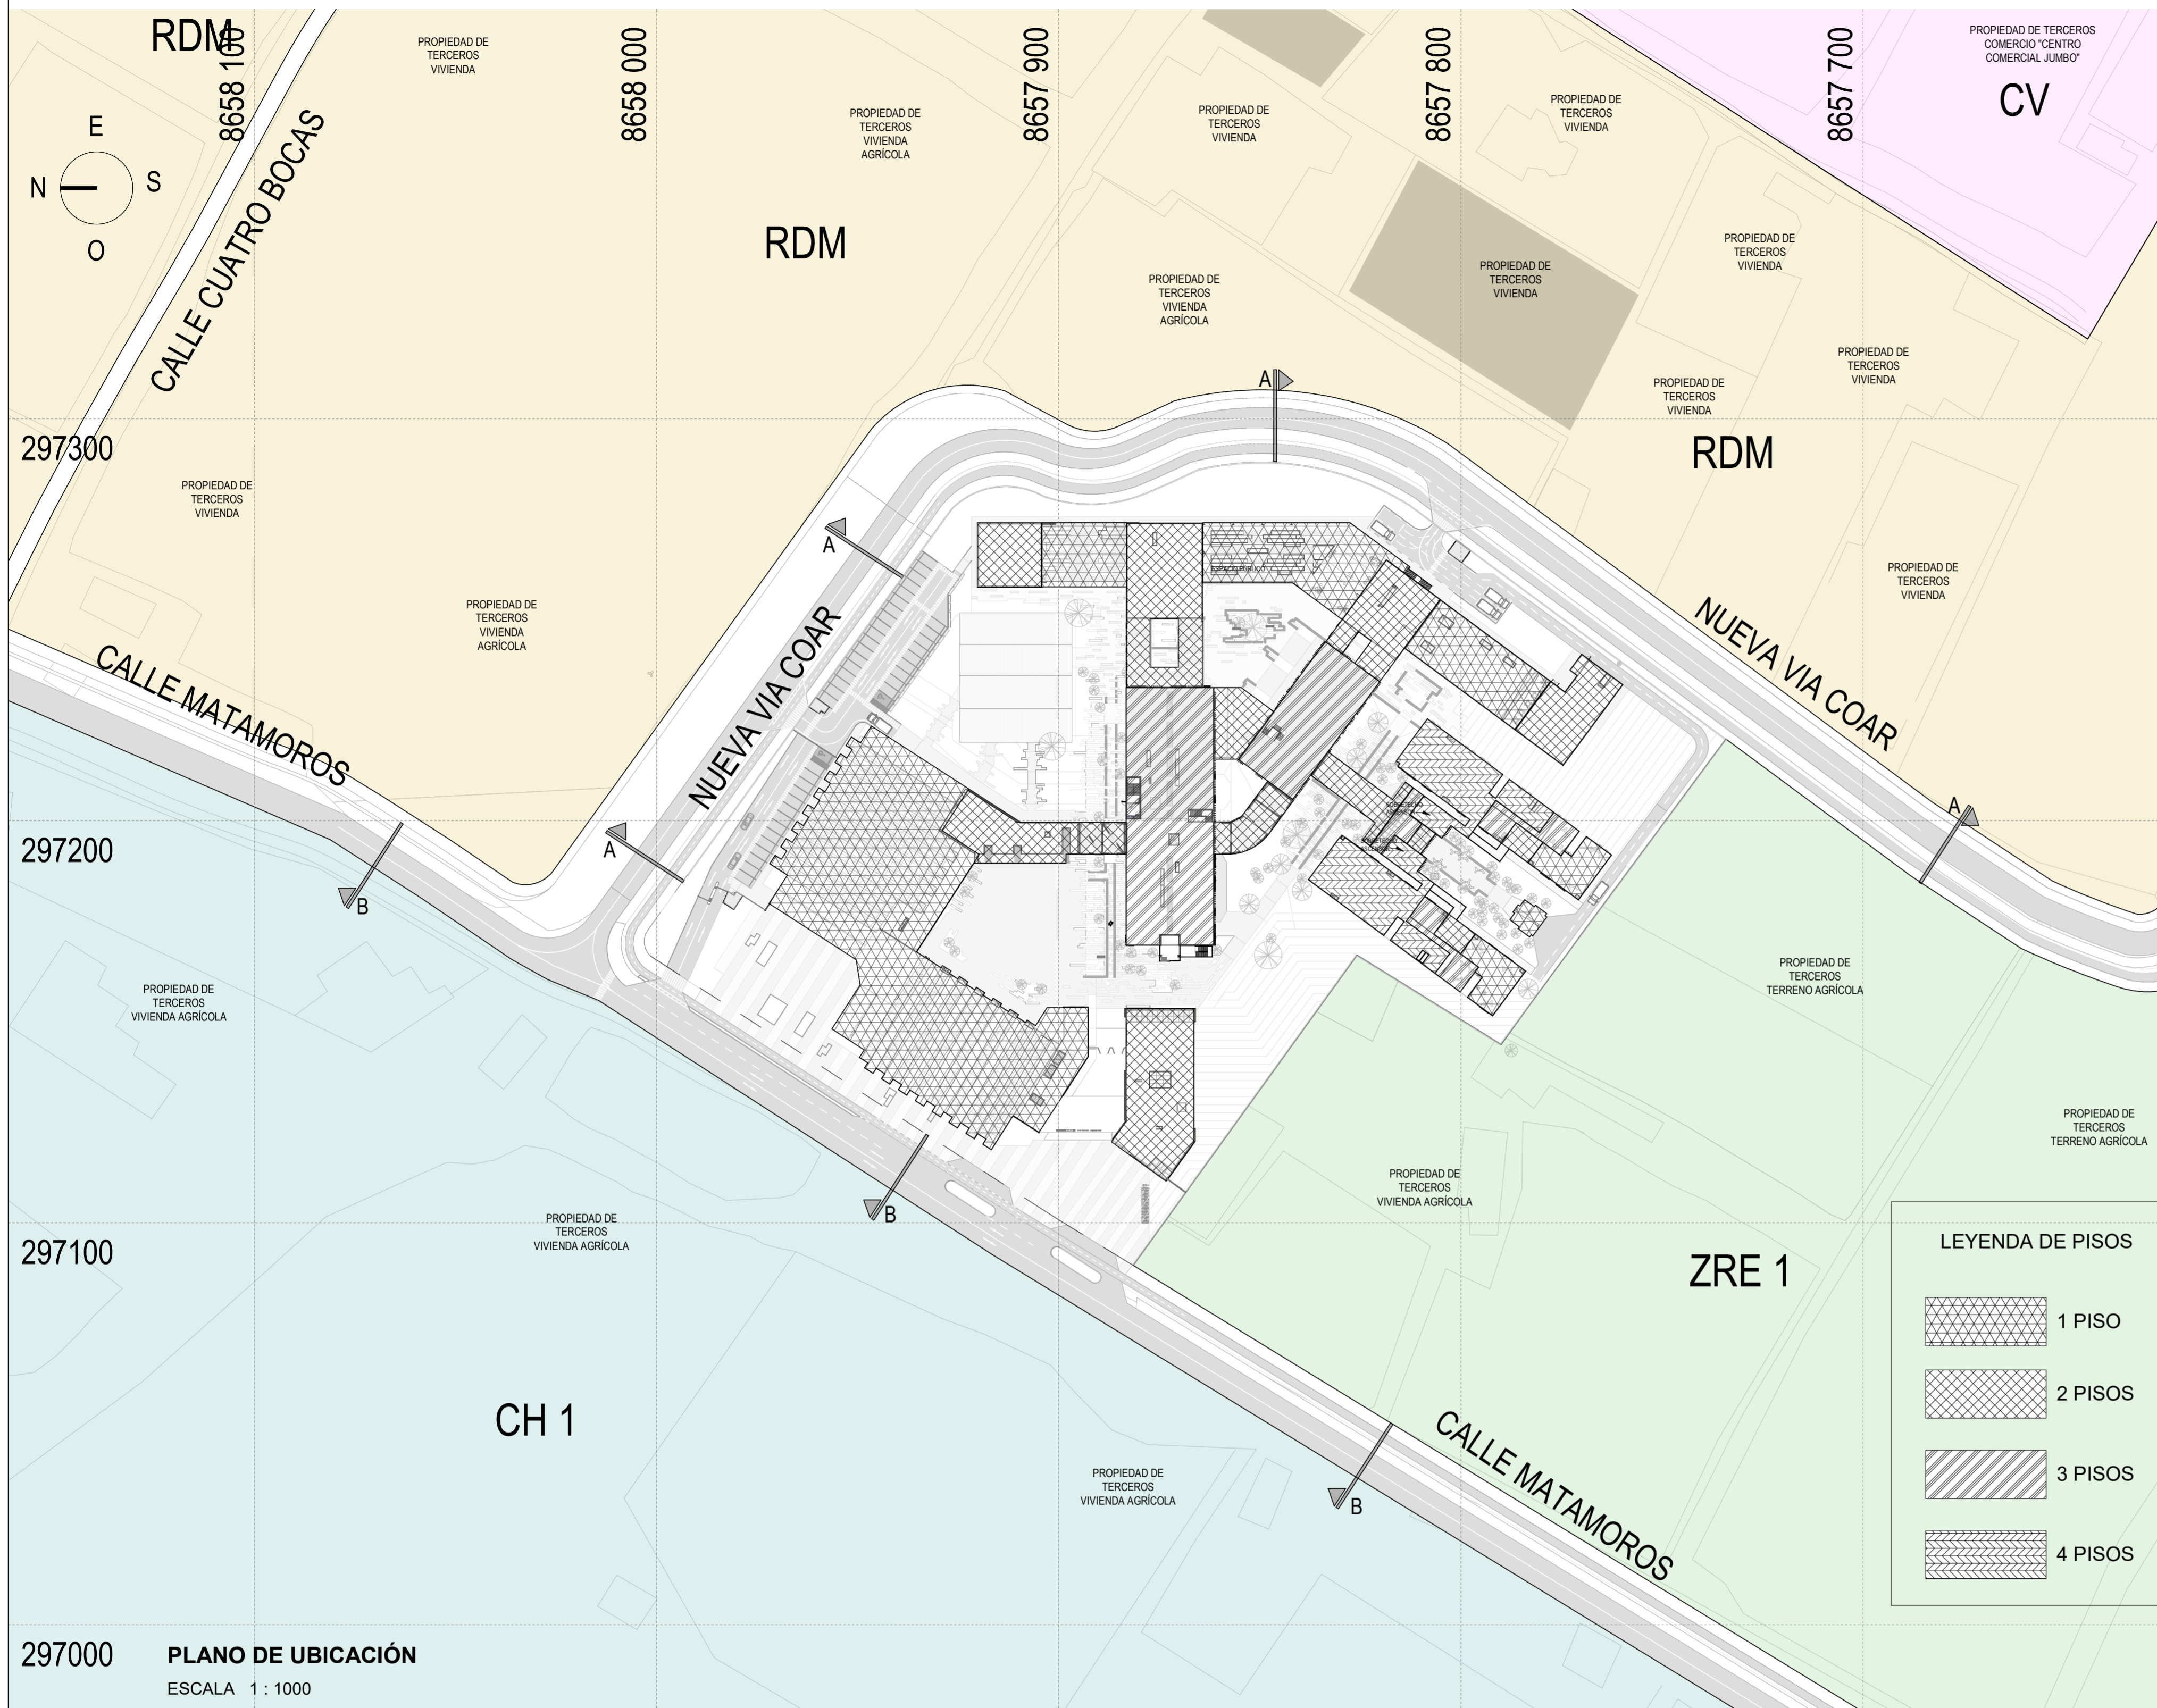 RDM
8658 100
8658 000
8657 900
8657 800
8657 700
PROPIEDAD DE
TERCEROS
VIVIENDA
PROPIEDAD DE TERCEROS
COMERCIO "CENTRO
COMERCIAL JUMBO"
CV
E
N
S
O
CALLE CUATRO BOCAS
PROPIEDAD DE
TERCEROS
VIVIENDA
AGRÍCOLA
PROPIEDAD DE
TERCEROS
VIVIENDA
PROPIEDAD DE
TERCEROS
VIVIENDA
RDM
PROPIEDAD DE
TERCEROS
VIVIENDA
AGRÍCOLA
PROPIEDAD DE
TERCEROS
VIVIENDA
PROPIEDAD DE
TERCEROS
VIVIENDA
PROPIEDAD DE
TERCEROS
VIVIENDA
PROPIEDAD DE
TERCEROS
VIVIENDA
A
297300
RDM
PROPIEDAD DE
TERCEROS
VIVIENDA
A
PROPIEDAD DE
TERCEROS
VIVIENDA
ESPACIO PÚBLICO
PROPIEDAD DE
TERCEROS
VIVIENDA
AGRÍCOLA
NUEVA VIA COAR
NUEVA VIA COAR
CALLE MATAMOROS
297200
A
A
B
PROPIEDAD DE
TERCEROS
VIVIENDA AGRÍCOLA
PROPIEDAD DE
TERCEROS
TERRENO AGRÍCOLA
PROPIEDAD DE
TERCEROS
TERRENO AGRÍCOLA
PROPIEDAD DE
TERCEROS
VIVIENDA AGRÍCOLA
B
PROPIEDAD DE
TERCEROS
VIVIENDA AGRÍCOLA
297100
ZRE 1
LEYENDA DE PISOS
1 PISO
2 PISOS
3 PISOS
4 PISOS
CH 1
PROPIEDAD DE
TERCEROS
VIVIENDA AGRÍCOLA
B
CALLE MATAMOROS
297000
PLANO DE UBICACIÓN
ESCALA 1 : 1000